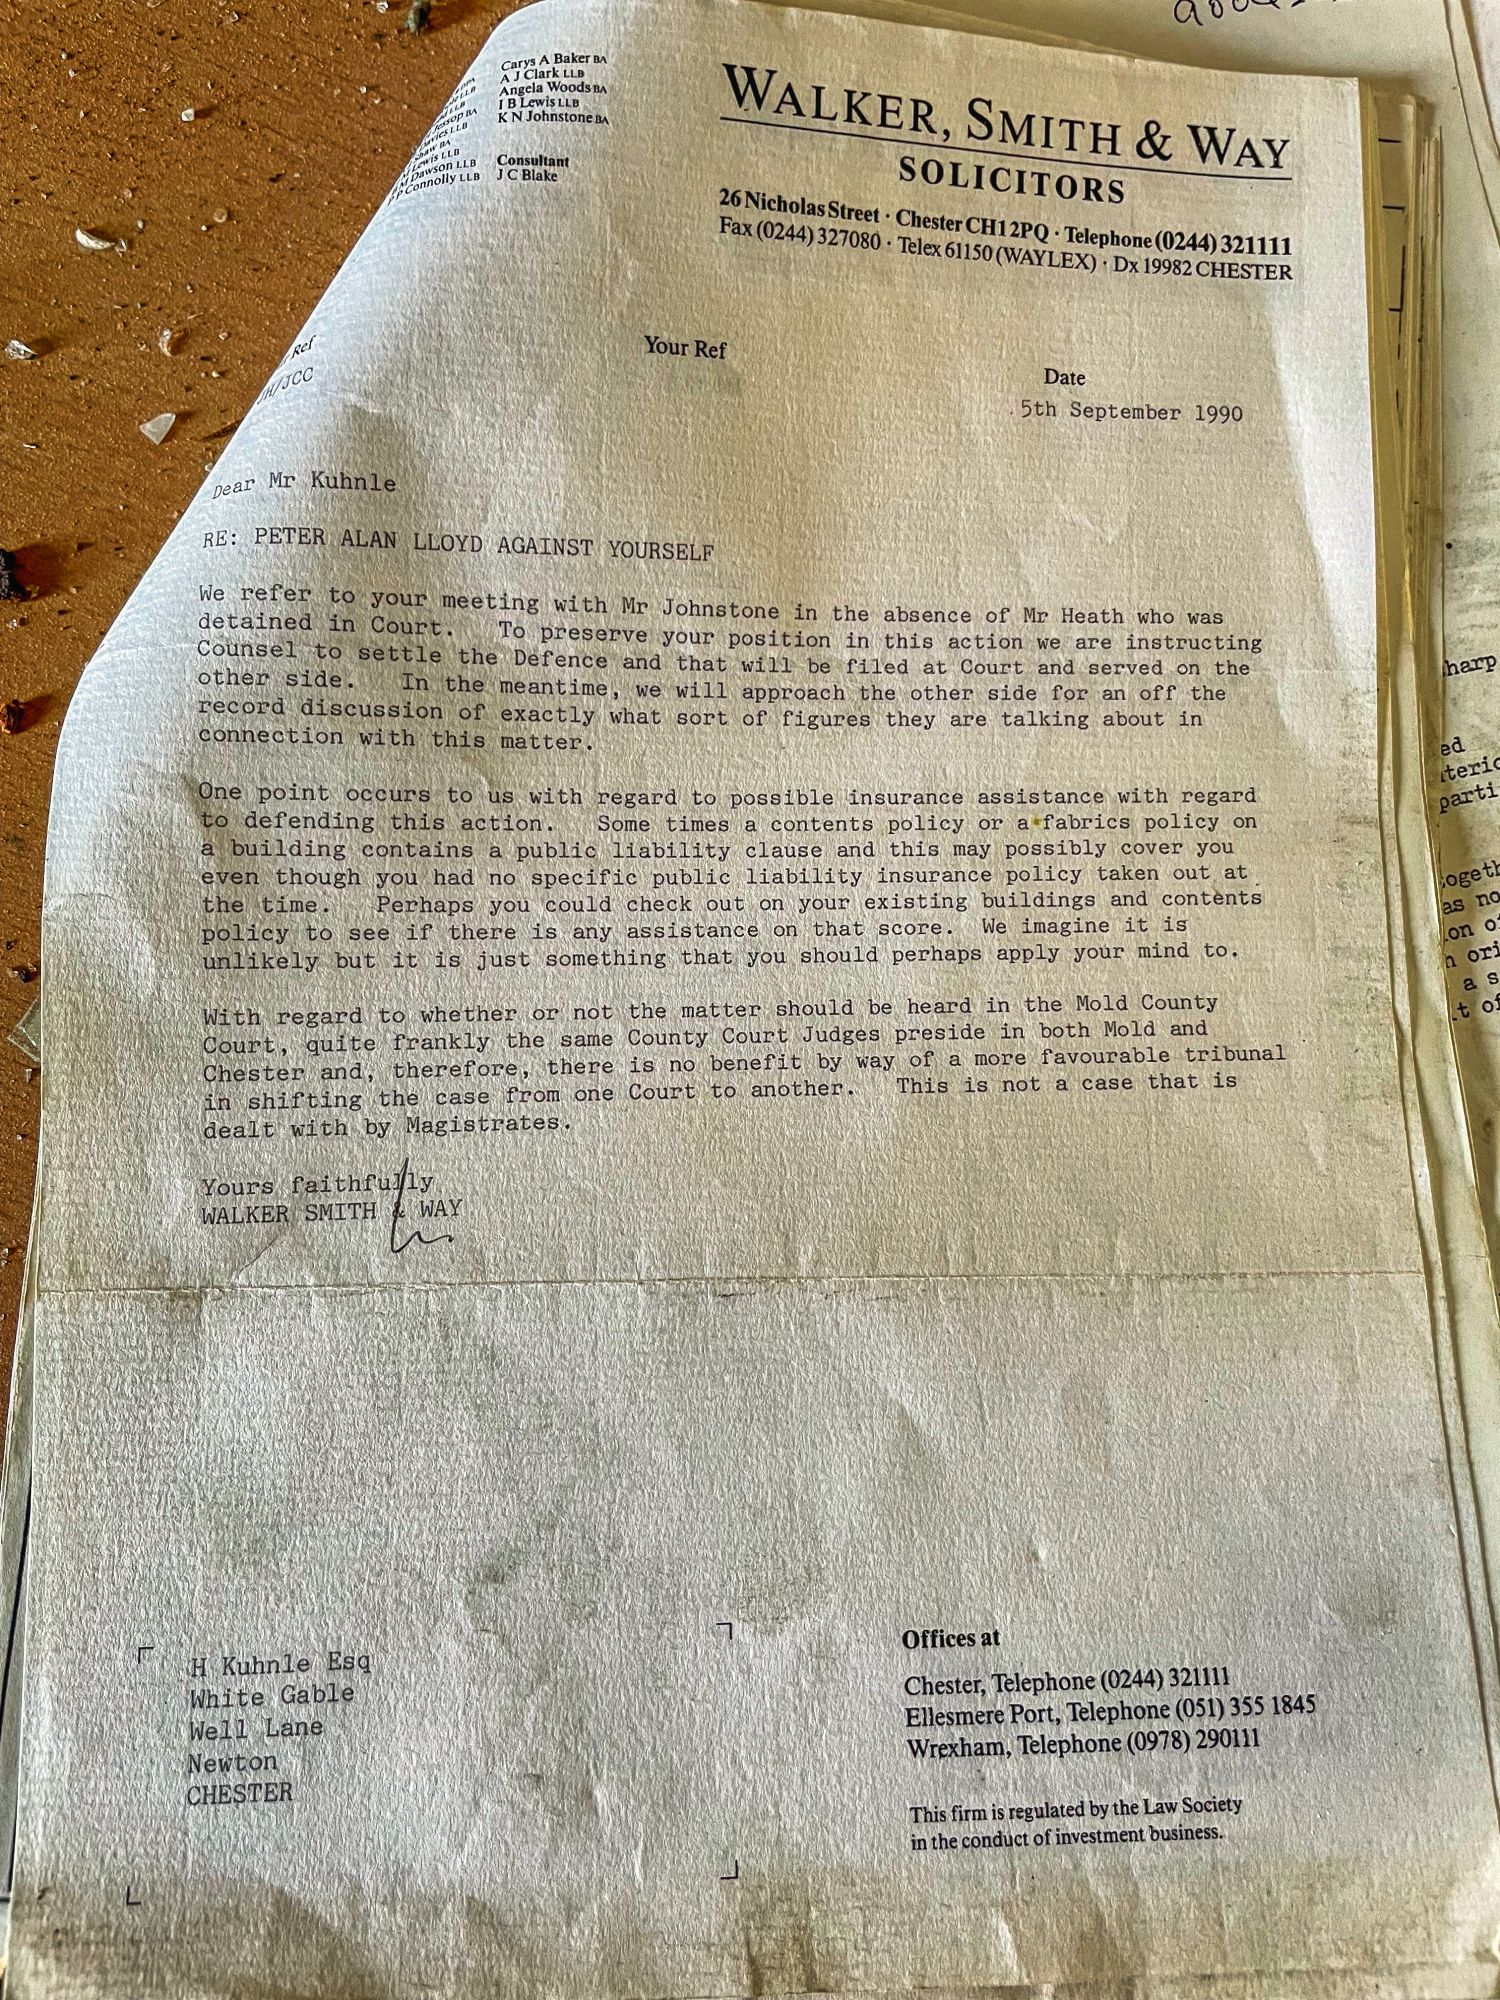 Carys A Baker BA
A J Clark LLB
Angela Woods BA
I B Lewis LLB
K N Johnstone BA
Jessop BA
LLB
Shaw BA
Lewis LLB
M Dawson LLB
P Connolly LLB
Consultant
J C Blake
WALKER, SMITH & WAY
SOLICITORS
26 Nicholas Street · Chester CH1 2PQ · Telephone (0244) 321111
Fax (0244) 327080 · Telex 61150 (WAYLEX) · Dx 19982 CHESTER
Ref
/JCC
Your Ref
Date
5th September 1990
Dear Mr Kuhnle
RE: PETER ALAN LLOYD AGAINST YOURSELF
We refer to your meeting with Mr Johnstone in the absence of Mr Heath who was
detained in Court. To preserve your position in this action we are instructing
Counsel to settle the Defence and that will be filed at Court and served on the
other side. In the meantime, we will approach the other side for an off the
record discussion of exactly what sort of figures they are talking about in
connection with this matter.
One point occurs to us with regard to possible insurance assistance with regard
to defending this action. Some times a contents policy or a fabrics policy on
a building contains a public liability clause and this may possibly cover you
even though you had no specific public liability insurance policy taken out at
the time. Perhaps you could check out on your existing buildings and contents
policy to see if there is any assistance on that score. We imagine it is
unlikely but it is just something that you should perhaps apply your mind to.
With regard to whether or not the matter should be heard in the Mold County
Court, quite frankly the same County Court Judges preside in both Mold and
Chester and, therefore, there is no benefit by way of a more favourable tribunal
in shifting the case from one Court to another. This is not a case that is
dealt with by Magistrates.
Yours faithfully
WALKER SMITH & WAY
H Kuhnle Esq
White Gable
Well Lane
Newton
CHESTER
Offices at
Chester, Telephone (0244) 321111
Ellesmere Port, Telephone (051) 355 1845
Wrexham, Telephone (0978) 290111
This firm is regulated by the Law Society
in the conduct of investment business.